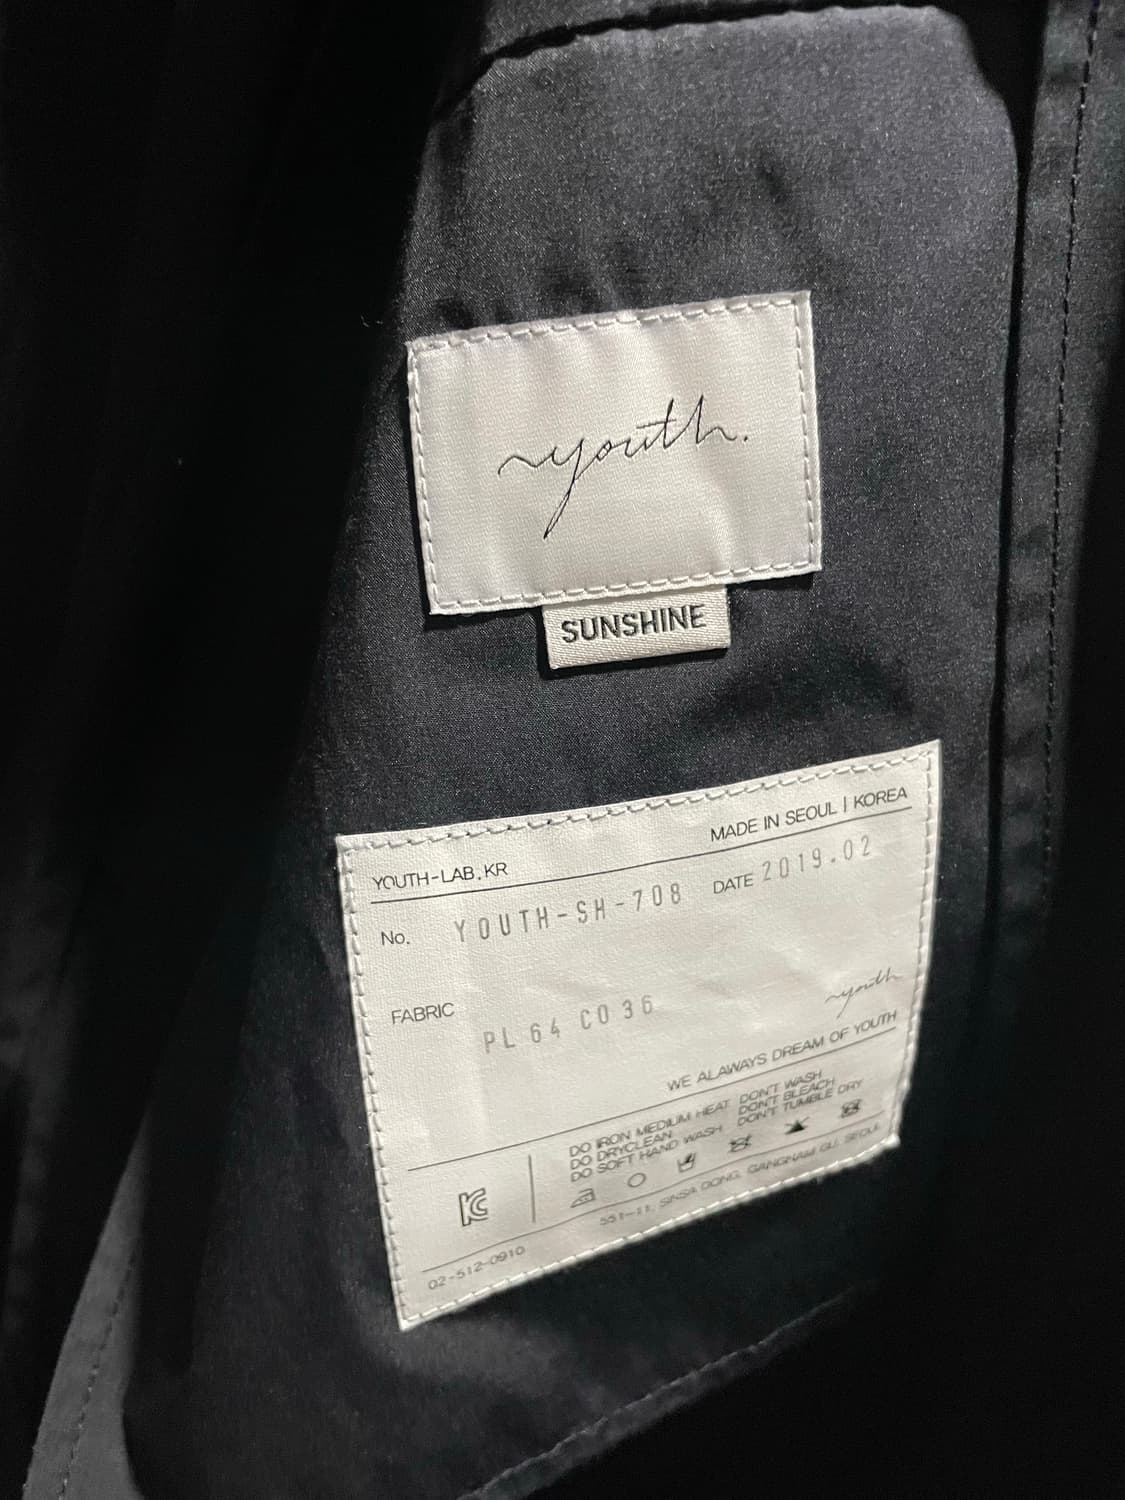 youth.
SUNSHINE
YOUTH-LAB.KR MADE IN SEOUL | KOREA
No. YOUTH-SH-708 DATE 2019.02
FABRIC PL 64 CO 36
youth
WE ALAWAYS DREAM OF YOUTH
DO IRON MEDIUM HEAT DON'T WASH
DO DRYCLEAN DON'T BLEACH
DO SOFT HAND WASH DON'T TUMBLE DRY
02-512-0910 551-11, SINSA DONG, GANGNAM GU, SEOUL